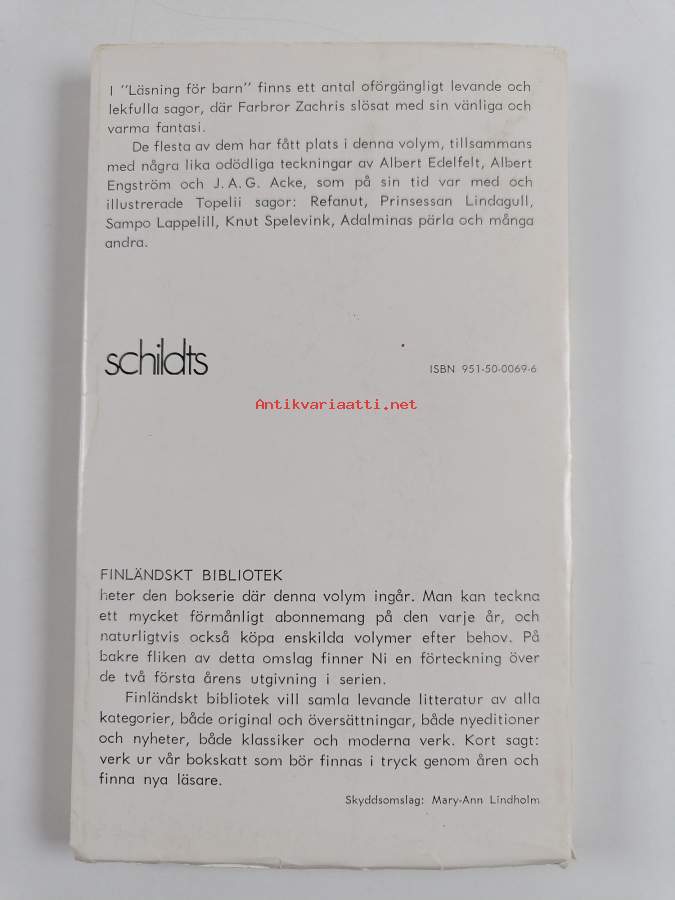 I "Läsning för barn" finns ett antal oförgängligt levande och
lekfulla sagor, där Farbror Zachris slösat med sin vänliga och
varma fantasi.
De flesta av dem har fått plats i denna volym, tillsammans
med några lika odödliga teckningar av Albert Edelfelt, Albert
Engström och J.A.G. Acke, som på sin tid var med och
illustrerade Topelii sagor: Refanut, Prinsessan Lindagull,
Sampo Lappelill, Knut Spelevink, Adalminas pärla och många
andra.
schildts
ISBN 951-50-0069-6
Antikvariaatti.net
FINLÄNDSKT BIBLIOTEK
heter den bokserie där denna volym ingår. Man kan teckna
ett mycket förmånligt abonnemang på den varje år, och
naturligtvis också köpa enskilda volymer efter behov. På
bakre fliken av detta omslag finner Ni en förteckning över
de två första årens utgivning i serien.
Finländskt bibliotek vill samla levande litteratur av alla
kategorier, både original och översättningar, både nyeditioner
och nyheter, både klassiker och moderna verk. Kort sagt:
verk ur vår bokskatt som bör finnas i tryck genom åren och
finna nya läsare.
Skyddsomslag: Mary-Ann Lindholm